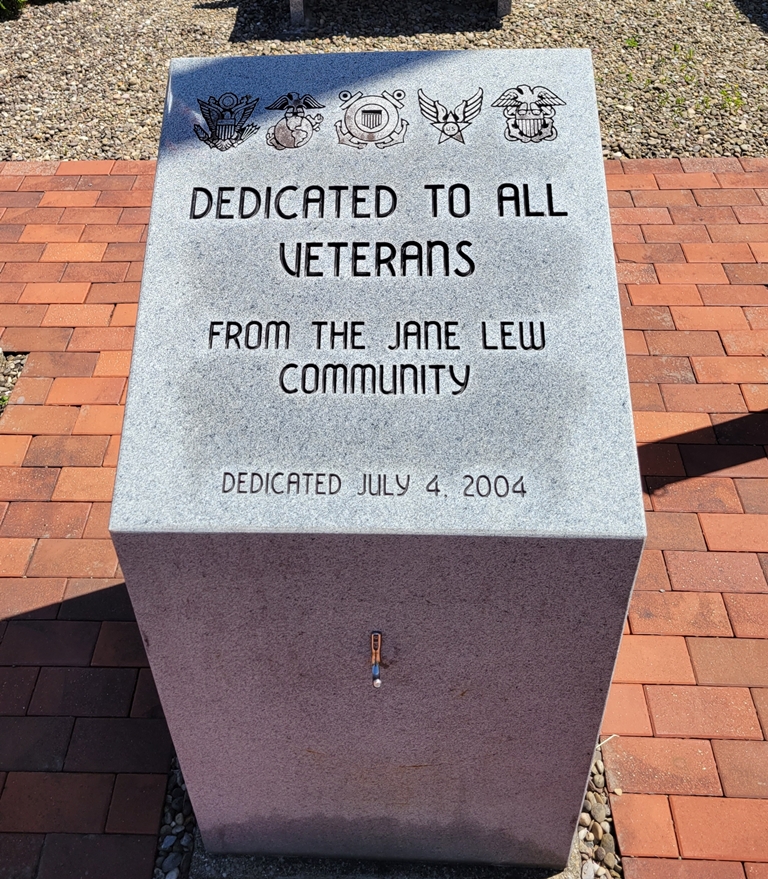 DEDICATED TO ALL
VETERANS
FROM THE JANE LEW
COMMUNITY
DEDICATED JULY 4, 2004